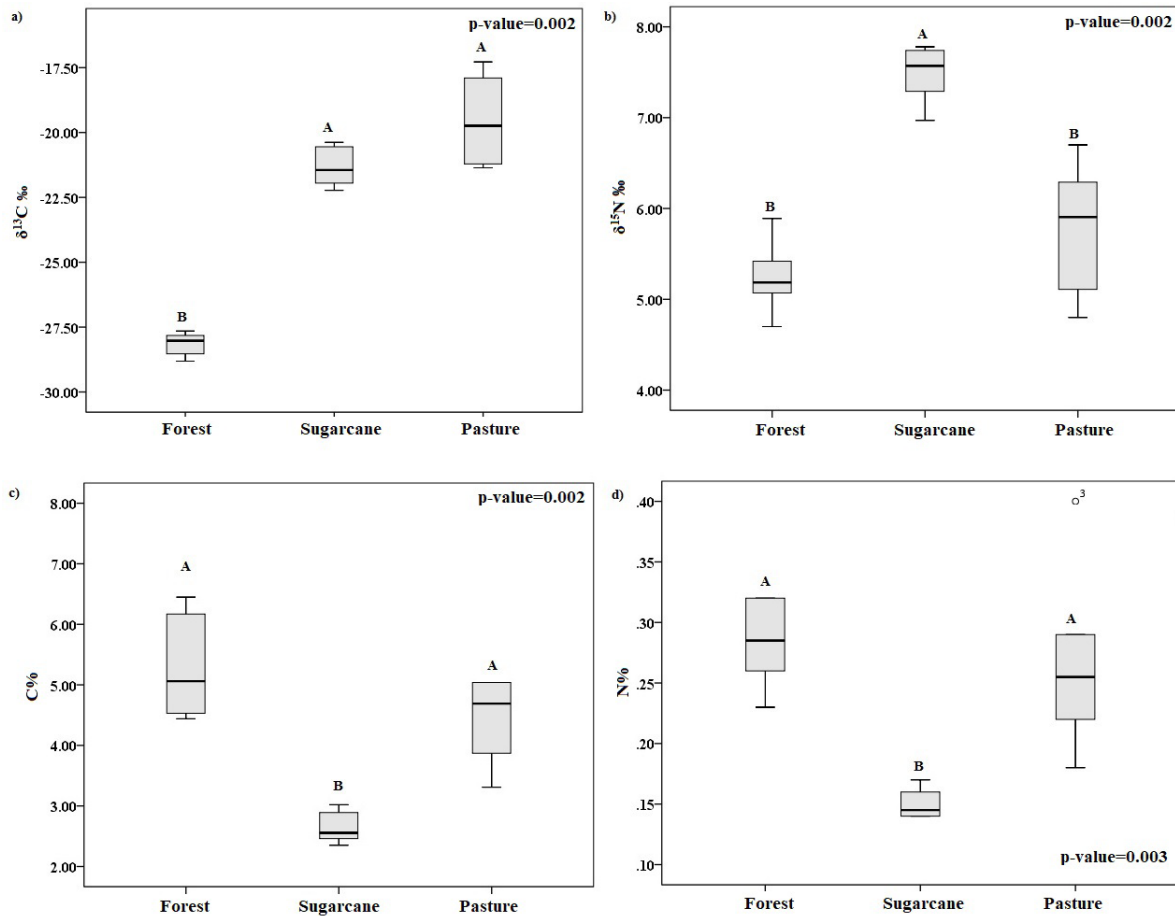 a)
p-value=0.002
A
-17.50
A
-20.00
-22.50
δ¹³C ‰
-25.00
B
-27.50
-30.00
Forest Sugarcane Pasture
b)
p-value=0.002
8.00
A
7.00
B
δ¹⁵N ‰
6.00
B
5.00
4.00
Forest Sugarcane Pasture
c)
p-value=0.002
8.00
7.00
A
6.00
A
5.00
C%
4.00
B
3.00
2.00
Forest Sugarcane Pasture
d)
.40
3
.35
A
.30
A
N%
.25
.20
B
.15
p-value=0.003
.10
Forest Sugarcane Pasture